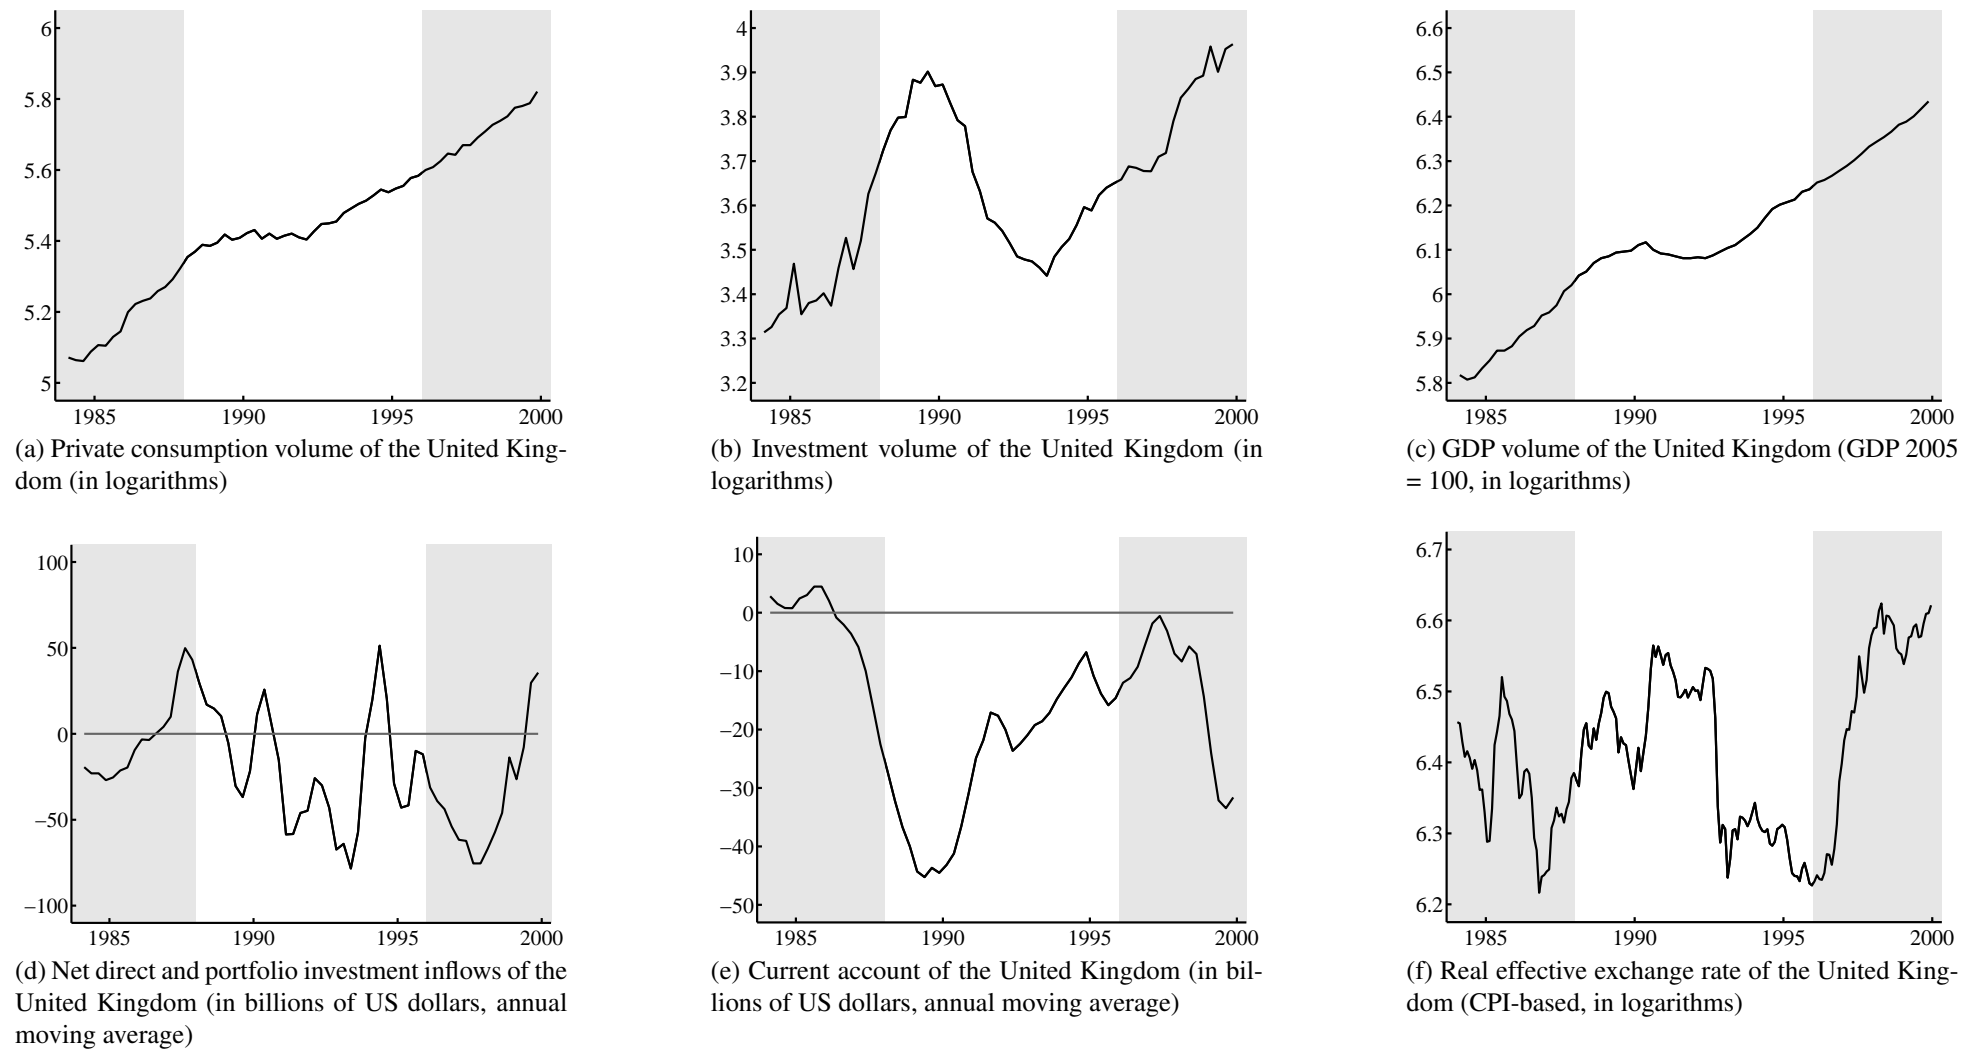 6
5.8
5.6
5.4
5.2
5
1985 1990 1995 2000
(a) Private consumption volume of the United King-
dom (in logarithms)
4
3.9
3.8
3.7
3.6
3.5
3.4
3.3
3.2
1985 1990 1995 2000
(b) Investment volume of the United Kingdom (in
logarithms)
6.6
6.5
6.4
6.3
6.2
6.1
6
5.9
5.8
1985 1990 1995 2000
(c) GDP volume of the United Kingdom (GDP 2005
= 100, in logarithms)
100
50
0
−50
−100
1985 1990 1995 2000
(d) Net direct and portfolio investment inflows of the
United Kingdom (in billions of US dollars, annual
moving average)
10
0
−10
−20
−30
−40
−50
1985 1990 1995 2000
(e) Current account of the United Kingdom (in bil-
lions of US dollars, annual moving average)
6.7
6.6
6.5
6.4
6.3
6.2
1985 1990 1995 2000
(f) Real effective exchange rate of the United King-
dom (CPI-based, in logarithms)